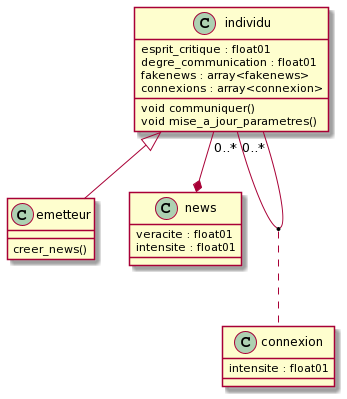 C individu
esprit_critique : float01
degre_communication : float01
fakenews : array<fakenews>
connexions : array<connexion>
void communiquer()
void mise_a_jour_parametres()
0..* 0..*
C emetteur
creer_news()
C news
veracite : float01
intensite : float01
C connexion
intensite : float01